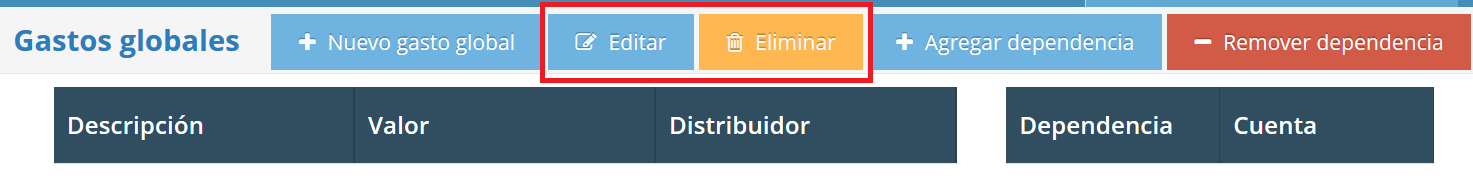 Gastos globales Nuevo gasto global Editar Eliminar Agregar dependencia Remover dependencia
Descripción Valor Distribuidor Dependencia Cuenta